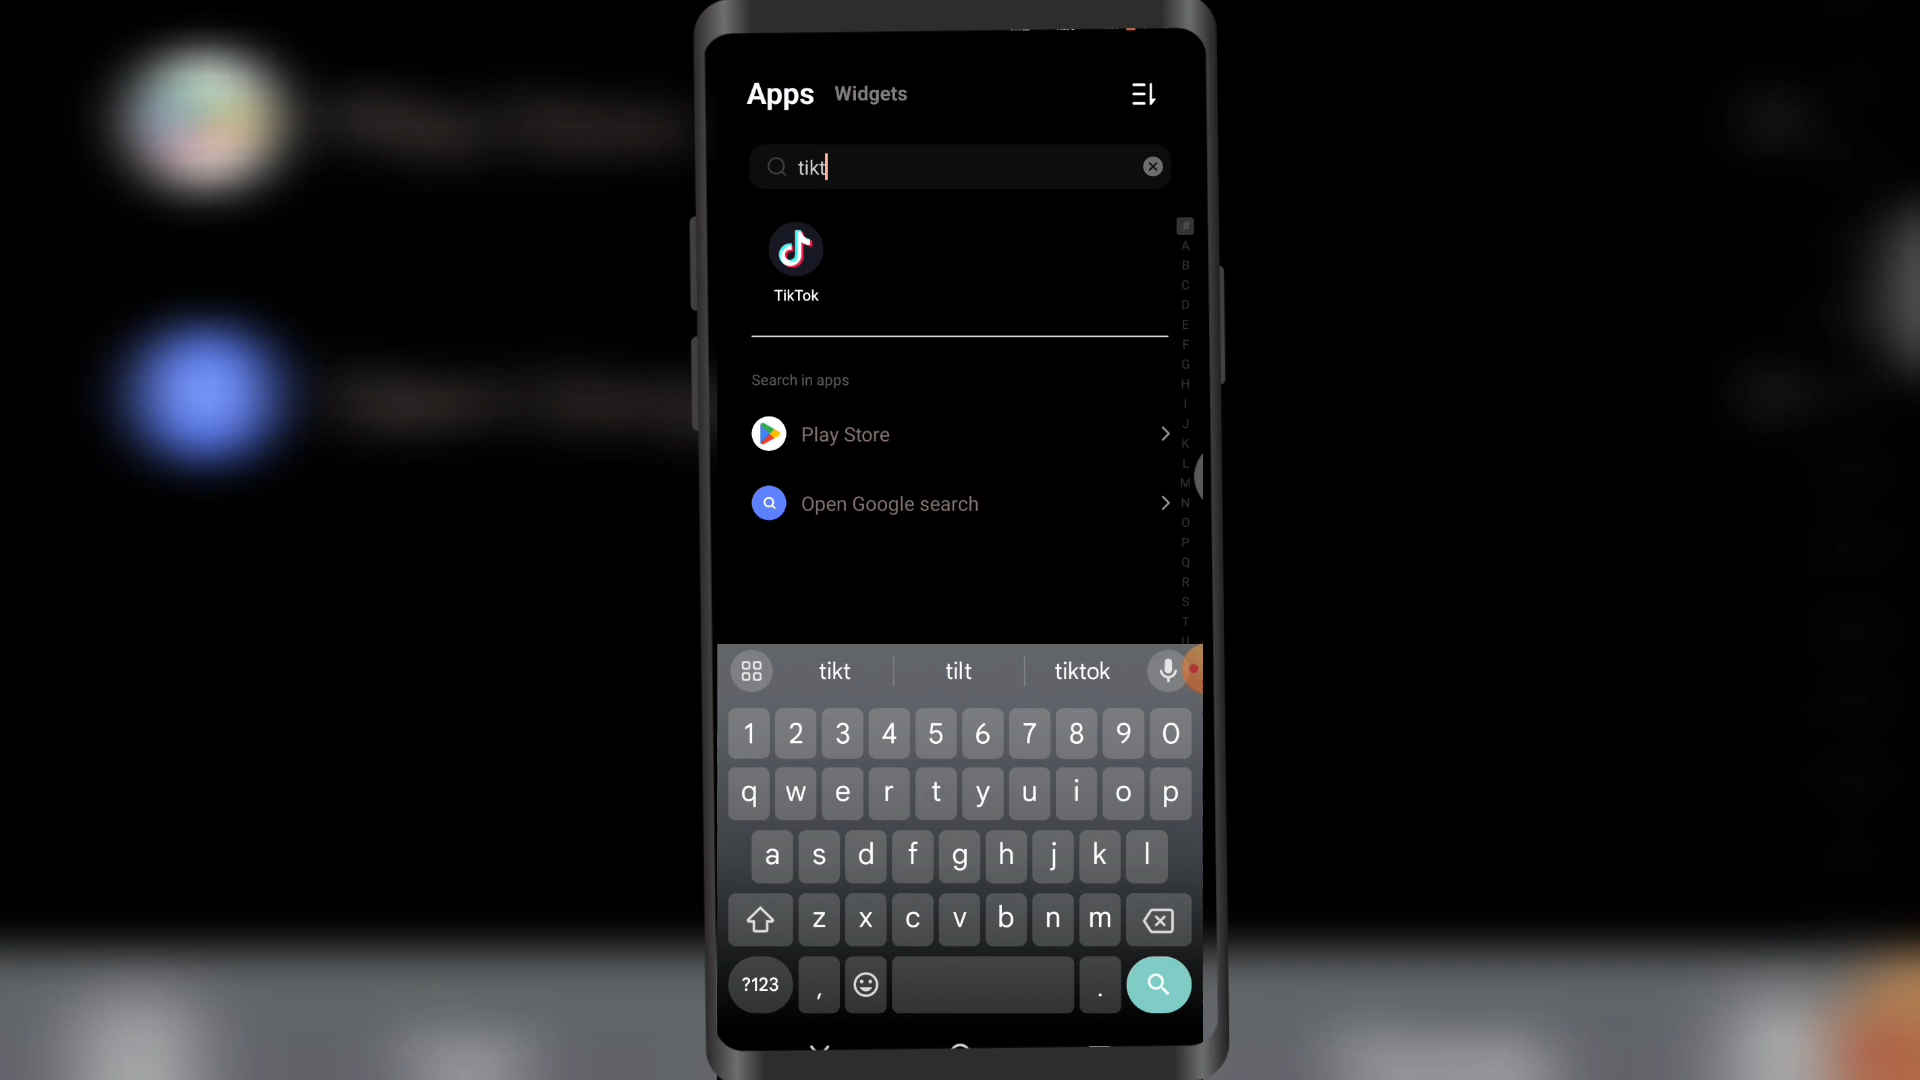 Apps Widgets
tikt
TikTok
Search in apps
Play Store
Open Google search
#
A
B
C
D
E
F
G
H
I
J
K
L
M
N
O
P
Q
R
S
T
U
tikt tilt tiktok
1 2 3 4 5 6 7 8 9 0
q w e r t y u i o p
a s d f g h j k l
z x c v b n m
?123 , .